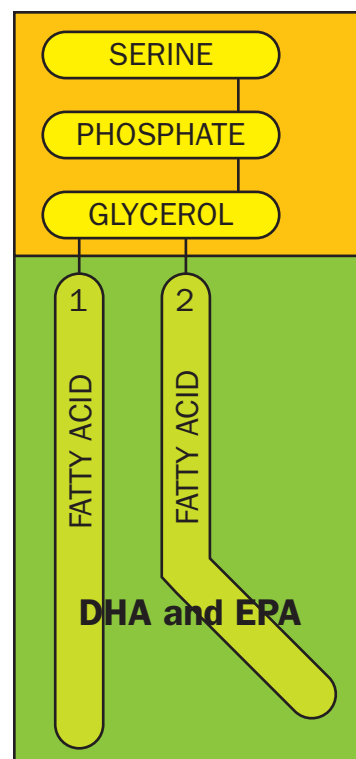 SERINE
PHOSPHATE
GLYCEROL
1
2
FATTY ACID
FATTY ACID
DHA and EPA